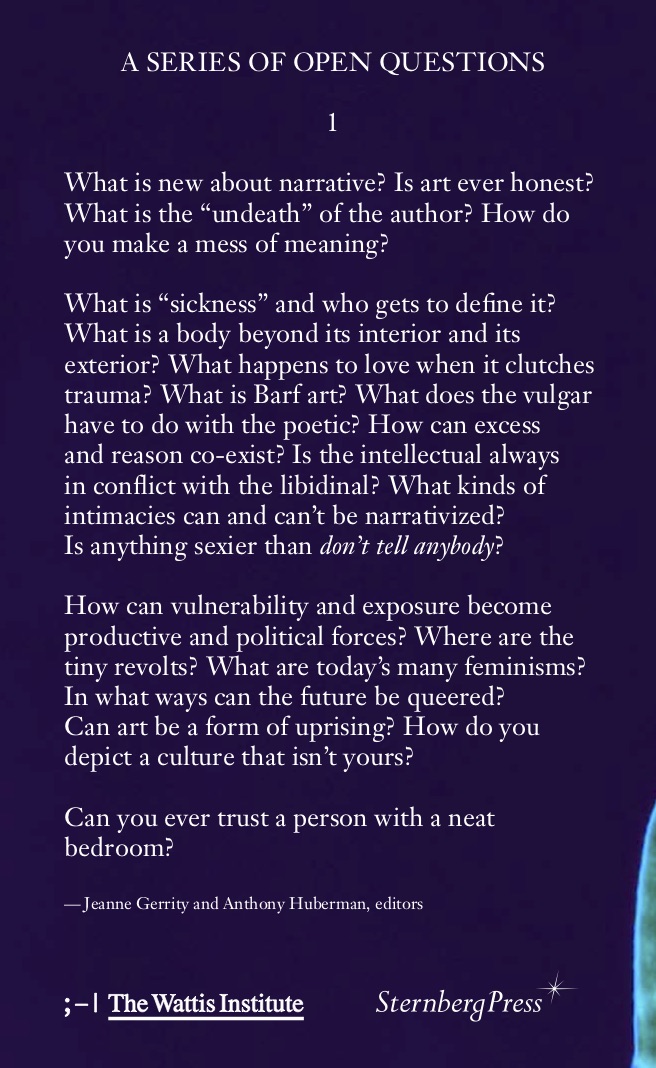 A SERIES OF OPEN QUESTIONS
1
What is new about narrative? Is art ever honest?
What is the “undeath” of the author? How do
you make a mess of meaning?
What is “sickness” and who gets to define it?
What is a body beyond its interior and its
exterior? What happens to love when it clutches
trauma? What is Barf art? What does the vulgar
have to do with the poetic? How can excess
and reason co-exist? Is the intellectual always
in conflict with the libidinal? What kinds of
intimacies can and can’t be narrativized?
Is anything sexier than don’t tell anybody?
How can vulnerability and exposure become
productive and political forces? Where are the
tiny revolts? What are today’s many feminisms?
In what ways can the future be queered?
Can art be a form of uprising? How do you
depict a culture that isn’t yours?
Can you ever trust a person with a neat
bedroom?
— Jeanne Gerrity and Anthony Huberman, editors
;–| The Wattis Institute
SternbergPress